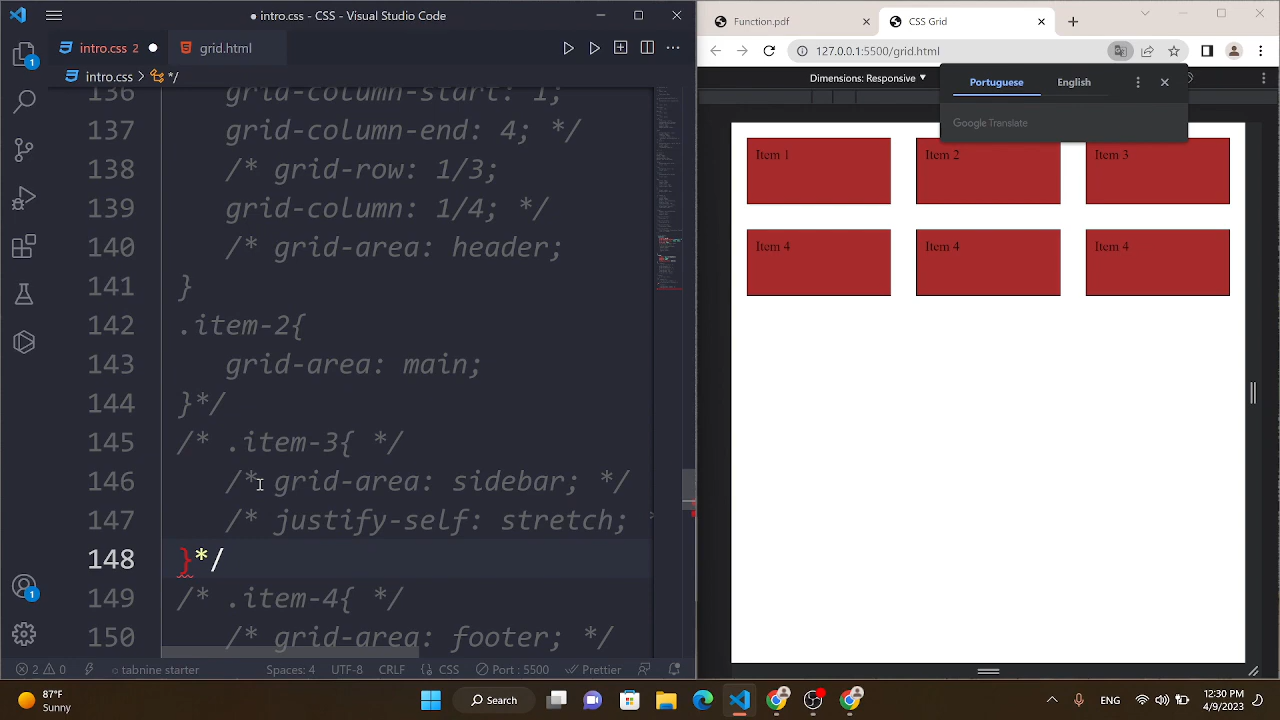 intro.css - CSS - Visual Studio Code
intro.css 2
grid.html
intro.css > */
136 grid-column-start: 1;
137 grid-column-end: 4; */
138 /* grid-row: 1/3;
139 grid-column: 1/4; */
140 /* grid-area: header;
141 }
142 .item-2{
143 grid-area: main;
144 }*/
145 /* .item-3{ */
146 /* grid-area: sidebar; */
147 /* justify-self: stretch;
148 }*/
149 /* .item-4{ */
150 /* grid-area: footer; */
1
1
2 0
tabnine starter
Spaces: 4
UTF-8
CRLF
{} CSS
Port : 5500
Prettier
Function.pdf
CSS Grid
127.0.0.1:5500/grid.html
Dimensions: Responsive
Portuguese
English
Google Translate
Item 1
Item 2
Item 3
Item 4
Item 4
Item 4
87°F
Sunny
Search
ENG
12:30 PM
4/9/2023